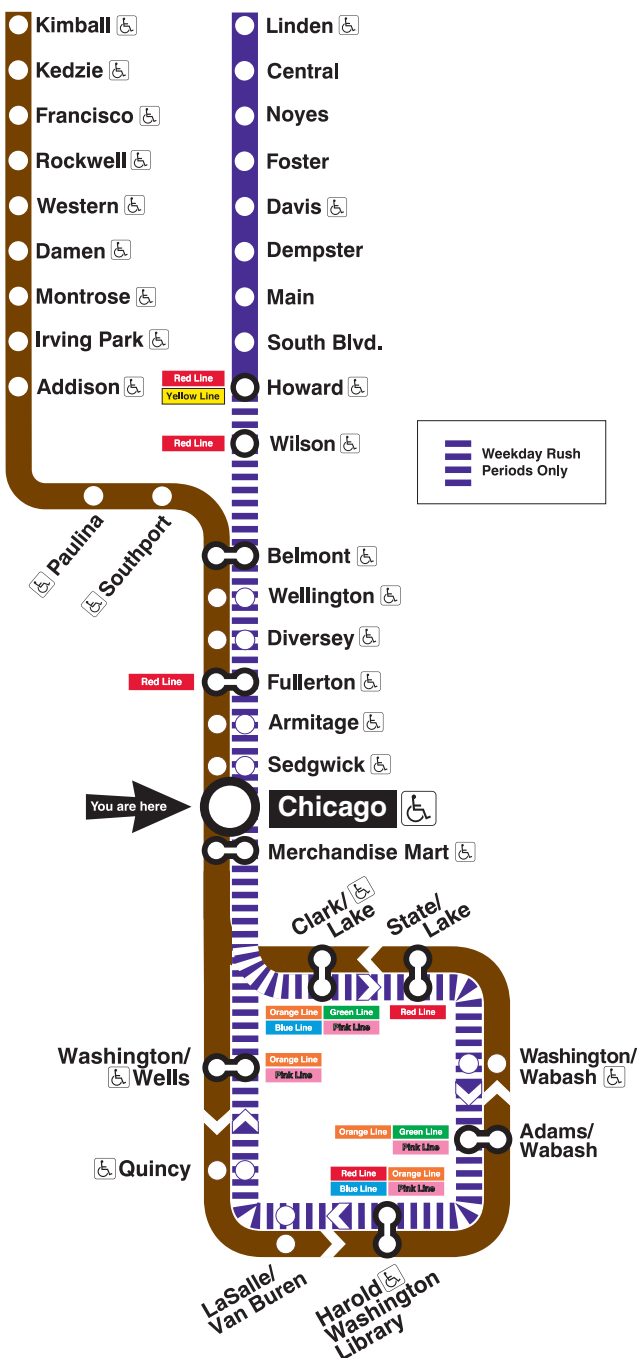 Kimball
Kedzie
Francisco
Rockwell
Western
Damen
Montrose
Irving Park
Addison
Paulina
Southport
Linden
Central
Noyes
Foster
Davis
Dempster
Main
South Blvd.
Red Line
Yellow Line
Howard
Red Line
Wilson
Weekday Rush
Periods Only
Belmont
Wellington
Diversey
Red Line
Fullerton
Armitage
Sedgwick
You are here
Chicago
Merchandise Mart
Clark/
Lake
State/
Lake
Orange Line
Green Line
Blue Line
Pink Line
Red Line
Washington/
Wells
Orange Line
Pink Line
Washington/
Wabash
Orange Line
Green Line
Pink Line
Adams/
Wabash
Quincy
Red Line
Orange Line
Blue Line
Pink Line
LaSalle/
Van Buren
Harold
Washington
Library